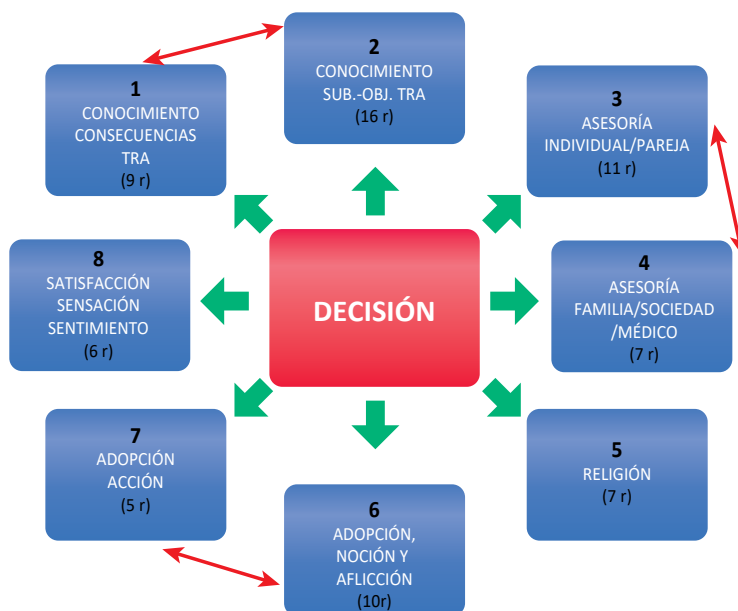 1
CONOCIMIENTO
CONSECUENCIAS
TRA
(9 r)
2
CONOCIMIENTO
SUB.-OBJ. TRA
(16 r)
3
ASESORÍA
INDIVIDUAL/PAREJA
(11 r)
8
SATISFACCIÓN
SENSACIÓN
SENTIMIENTO
(6 r)
DECISIÓN
4
ASESORÍA
FAMILIA/SOCIEDAD
/MÉDICO
(7 r)
7
ADOPCIÓN
ACCIÓN
(5 r)
6
ADOPCIÓN,
NOCIÓN Y
AFLICCIÓN
(10r)
5
RELIGIÓN
(7 r)